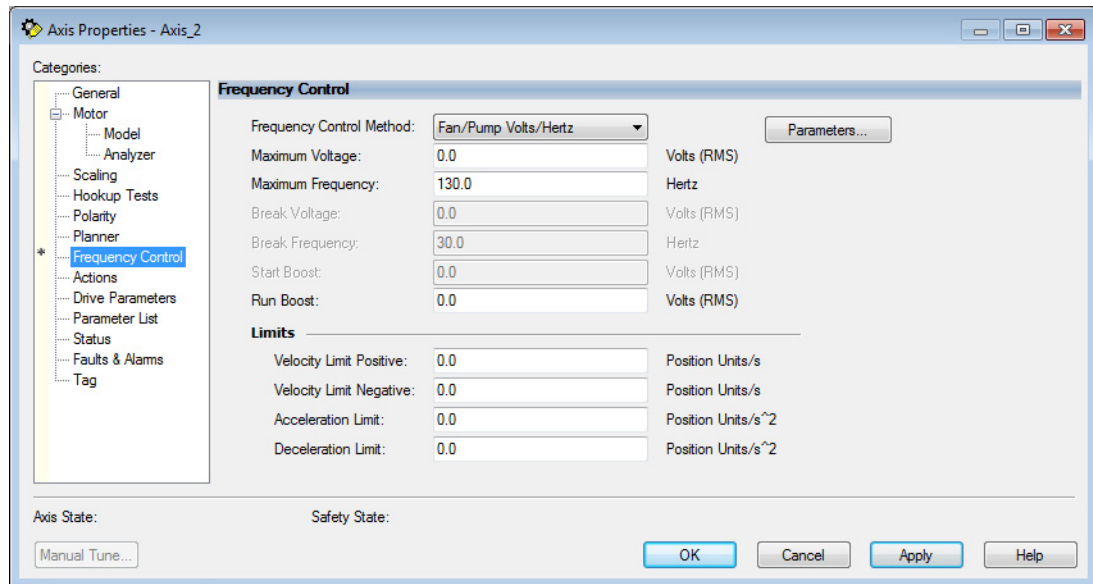 Axis Properties - Axis_2
Categories:
General
Motor
Model
Analyzer
Scaling
Hookup Tests
Polarity
Planner
* Frequency Control
Actions
Drive Parameters
Parameter List
Status
Faults & Alarms
Tag
Frequency Control
Frequency Control Method: Fan/Pump Volts/Hertz Parameters...
Maximum Voltage: 0.0 Volts (RMS)
Maximum Frequency: 130.0 Hertz
Break Voltage: 0.0 Volts (RMS)
Break Frequency: 30.0 Hertz
Start Boost: 0.0 Volts (RMS)
Run Boost: 0.0 Volts (RMS)
Limits
Velocity Limit Positive: 0.0 Position Units/s
Velocity Limit Negative: 0.0 Position Units/s
Acceleration Limit: 0.0 Position Units/s^2
Deceleration Limit: 0.0 Position Units/s^2
Axis State: Safety State:
Manual Tune... OK Cancel Apply Help